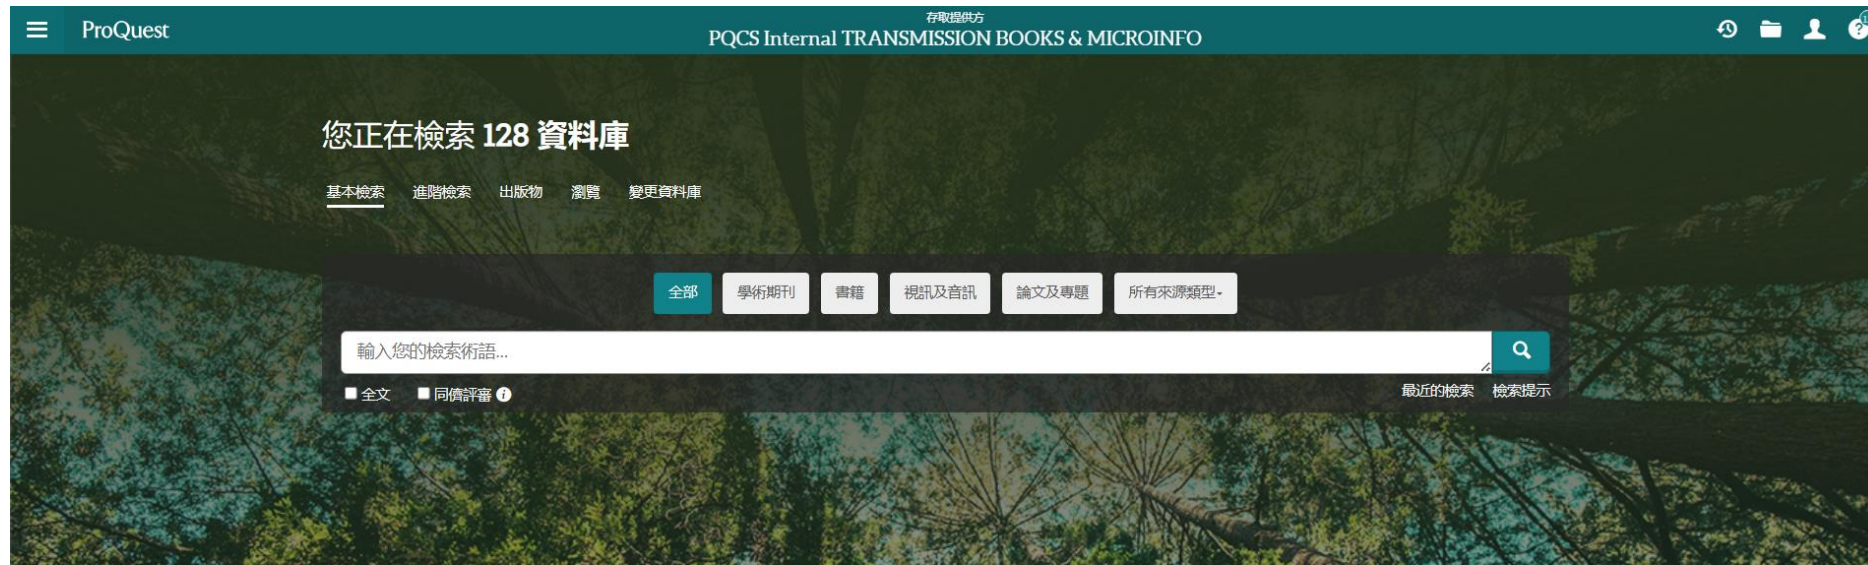 ProQuest
存取提供方
PQCS Internal TRANSMISSION BOOKS & MICROINFO
您正在檢索 128 資料庫
基本檢索 進階檢索 出版物 瀏覽 變更資料庫
全部 學術期刊 書籍 視訊及音訊 論文及專題 所有來源類型
輸入您的檢索術語...
全文 同儕評審
最近的檢索 檢索提示